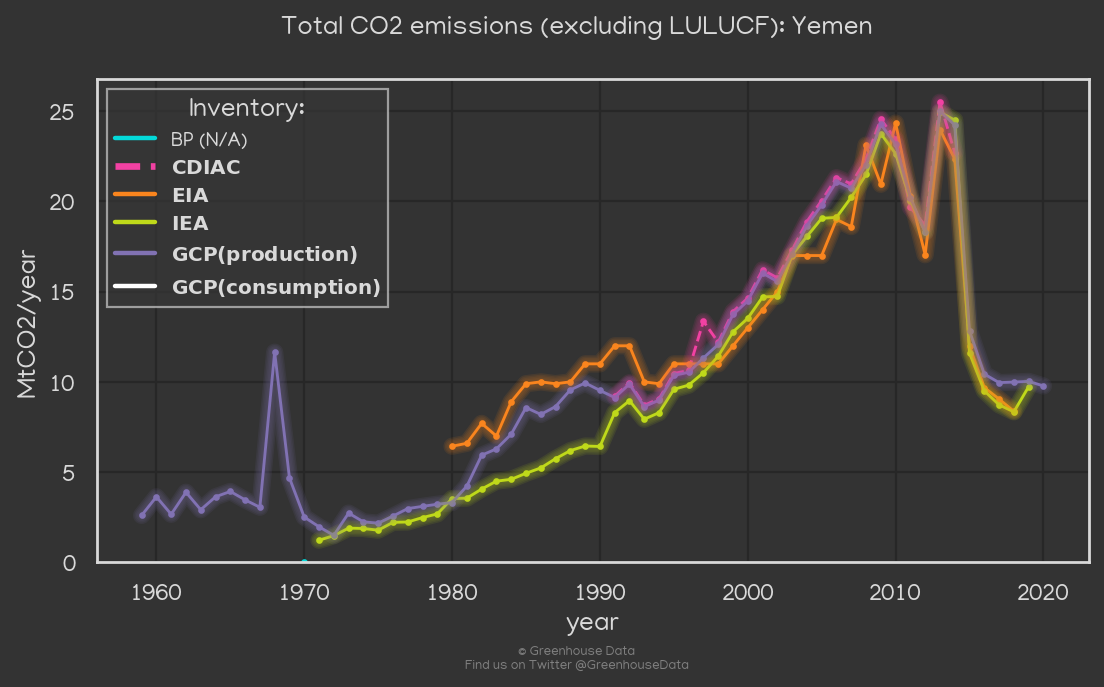 Total CO2 emissions (excluding LULUCF): Yemen
Inventory:
BP (N/A)
CDIAC
EIA
IEA
GCP(production)
GCP(consumption)
MtCO2/year
25
20
15
10
5
0
1960 1970 1980 1990 2000 2010 2020
year
© Greenhouse Data
Find us on Twitter @GreenhouseData